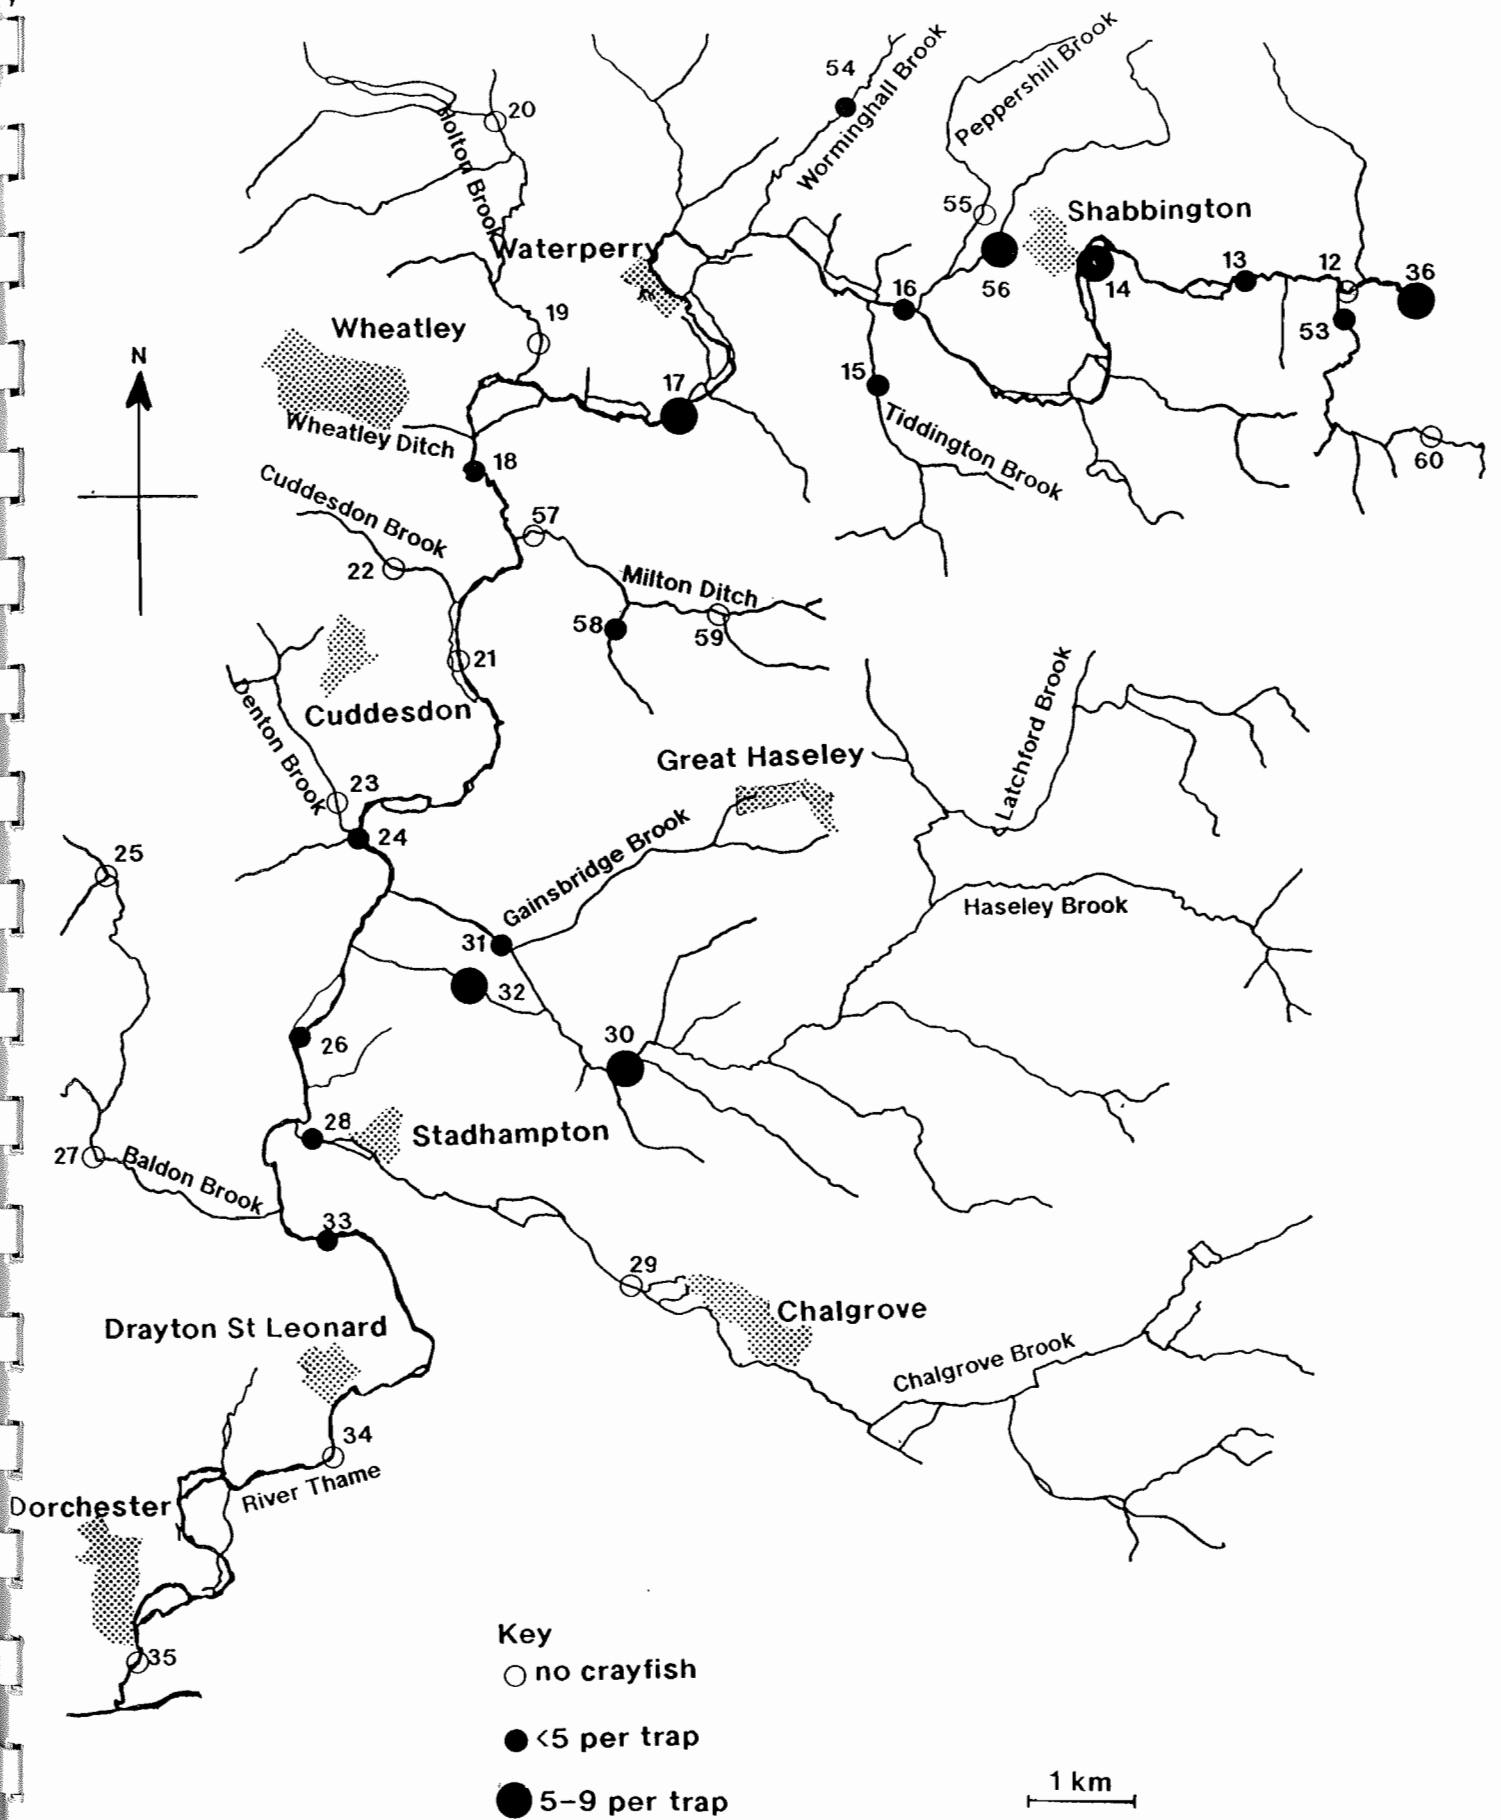 54
Worminghall Brook
Peppershill Brook
20
Holton Brook
55
Shabbington
Waterperry
56
14
13
12
36
16
53
19
Wheatley
N
17
15
Wheatley Ditch
18
Tiddington Brook
60
Cuddesdon Brook
57
22
Milton Ditch
58
59
21
Denton Brook
Cuddesdon
Great Haseley
Latchford Brook
23
24
25
Gainsbridge Brook
Haseley Brook
31
32
30
26
28
Stadhampton
27
Baldon Brook
33
29
Chalgrove
Drayton St Leonard
Chalgrove Brook
34
River Thame
Dorchester
35
Key
no crayfish
<5 per trap
5–9 per trap
1 km